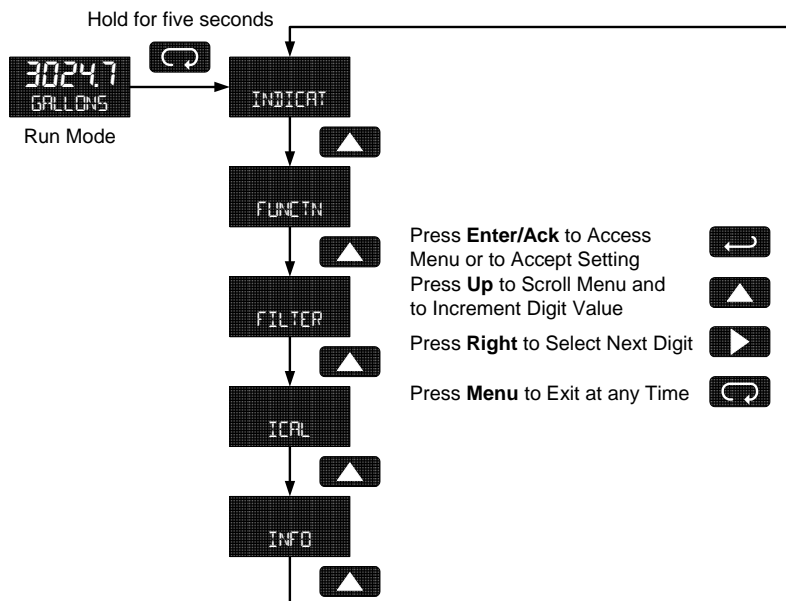 Hold for five seconds
3024.7
GALLONS
Run Mode
INDICAT
FUNCTN
FILTER
ICAL
INFO
Press Enter/Ack to Access
Menu or to Accept Setting
Press Up to Scroll Menu and
to Increment Digit Value
Press Right to Select Next Digit
Press Menu to Exit at any Time